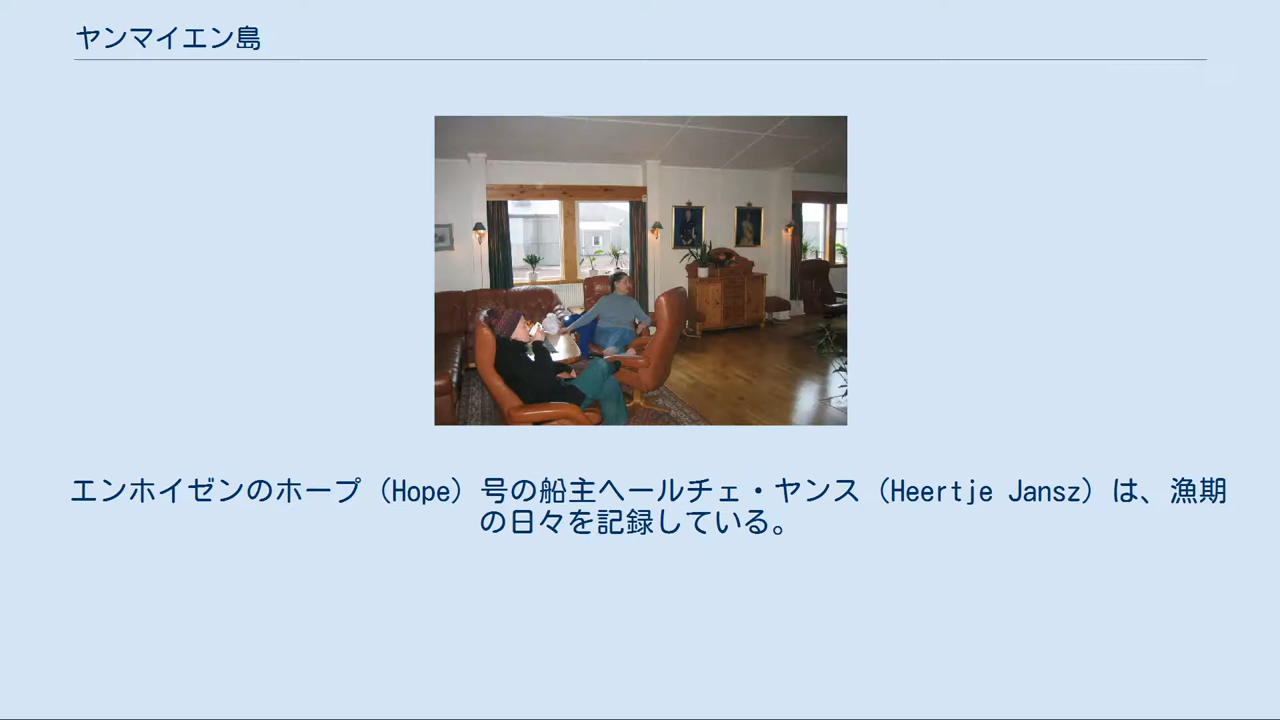 ヤンマイエン島
エンホイゼンのホープ（Hope）号の船主ヘールチェ・ヤンス（Heertje Jansz）は、漁期
の日々を記録している。